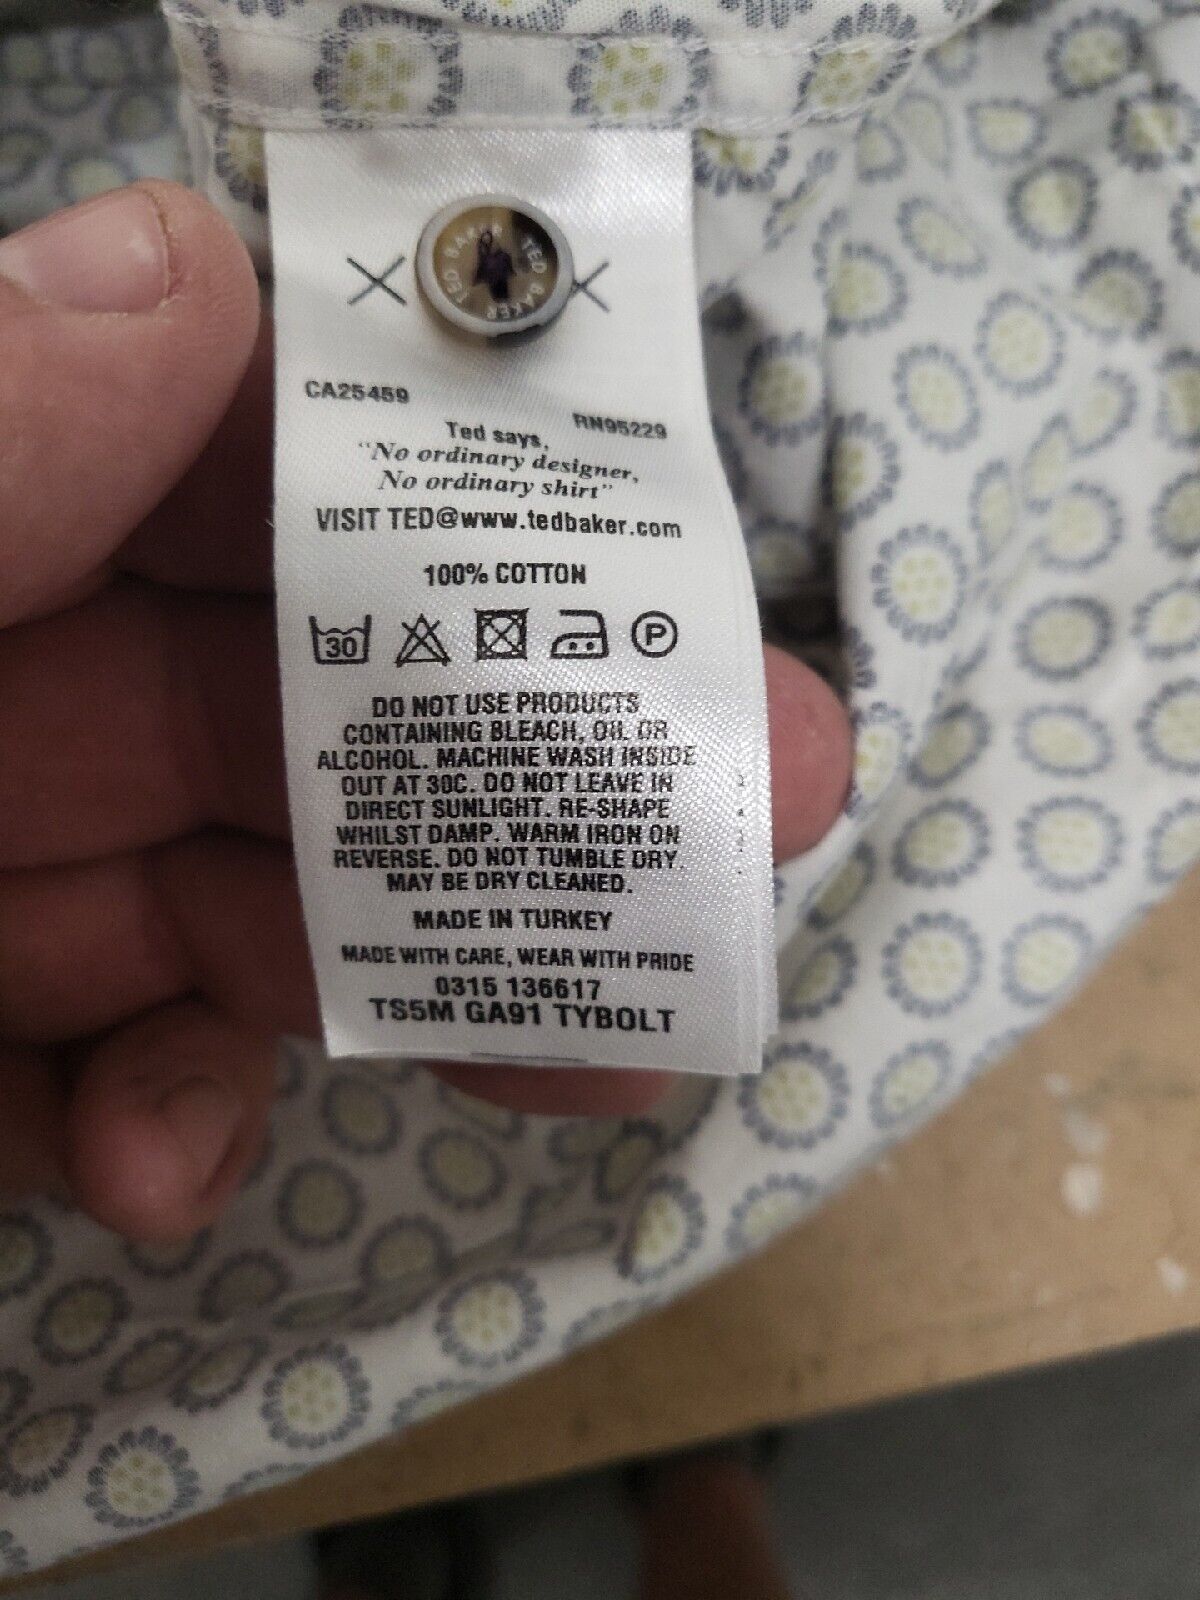 TED BAKER TED BAKER
CA25459
RN95229
Ted says,
"No ordinary designer,
No ordinary shirt"
VISIT TED@www.tedbaker.com
100% COTTON
30
P
DO NOT USE PRODUCTS
CONTAINING BLEACH, OIL OR
ALCOHOL. MACHINE WASH INSIDE
OUT AT 30C. DO NOT LEAVE IN
DIRECT SUNLIGHT. RE-SHAPE
WHILST DAMP. WARM IRON ON
REVERSE. DO NOT TUMBLE DRY.
MAY BE DRY CLEANED.
MADE IN TURKEY
MADE WITH CARE, WEAR WITH PRIDE
0315 136617
TS5M GA91 TYBOLT